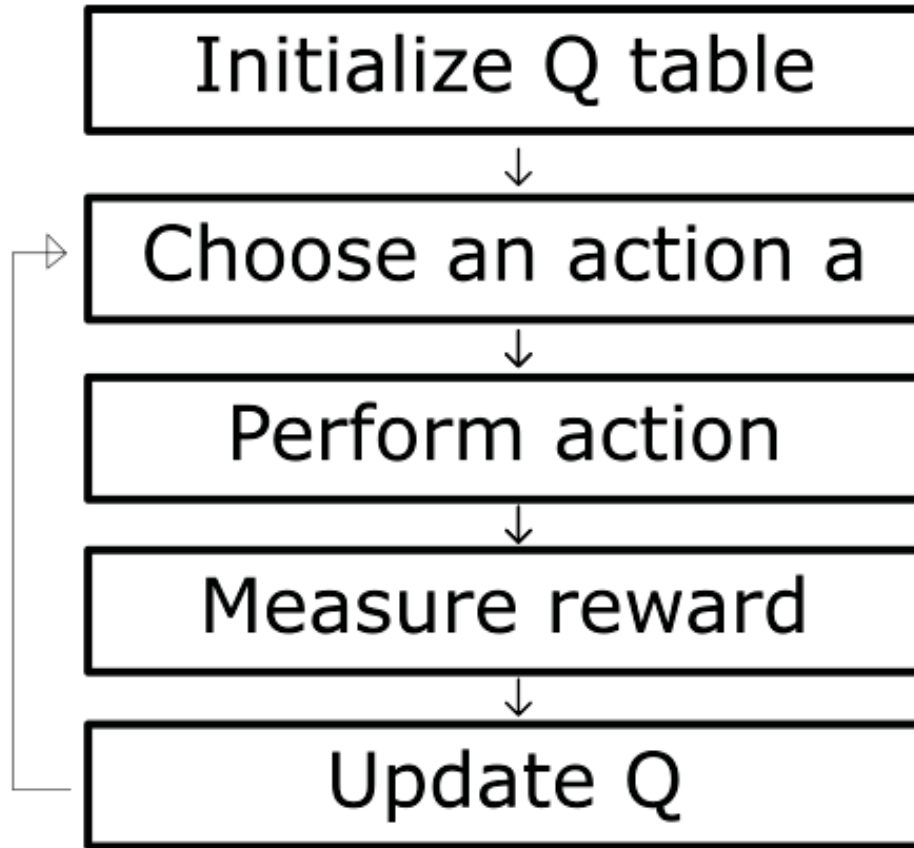 Initialize Q table
Choose an action a
Perform action
Measure reward
Update Q